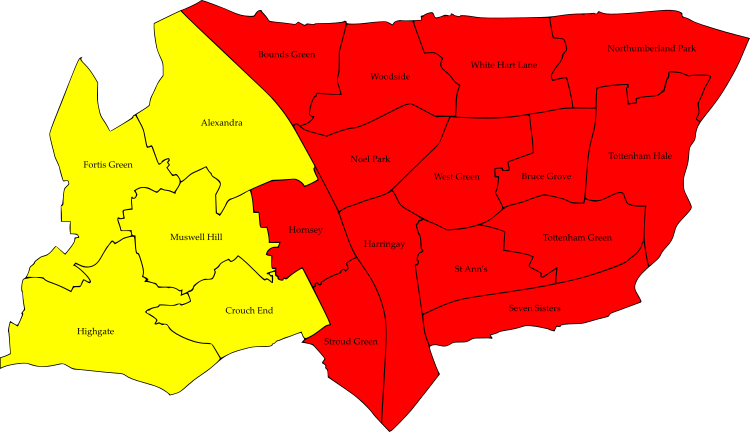 Northumberland Park
Bounds Green
White Hart Lane
Woodside
Alexandra
Noel Park
Tottenham Hale
Fortis Green
West Green
Bruce Grove
Hornsey
Muswell Hill
Tottenham Green
Harringay
St Ann's
Seven Sisters
Crouch End
Highgate
Stroud Green